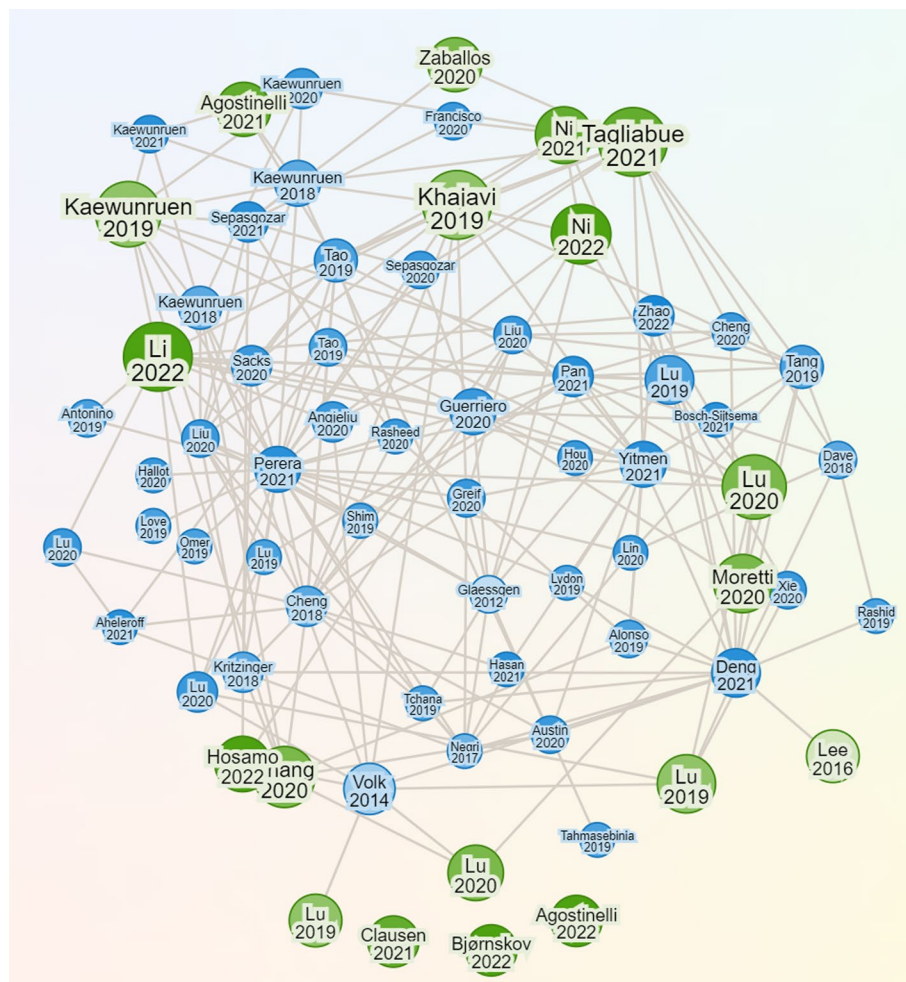 Zaballos
2020
Kaewunruen
2020
Agostinelli
2021
Francisco
2020
Kaewunruen
2021
Ni
2021
Tagliabue
2021
Kaewunruen
2018
Kaewunruen
2019
Khajavi
2019
Sepasgozar
2021
Ni
2022
Tao
2019
Sepasgozar
2020
Kaewunruen
2018
Zhao
2022
Cheng
2020
Liu
2020
Li
2022
Tao
2019
Sacks
2020
Pan
2021
Lu
2019
Tang
2019
Antonino
2019
Angjeliu
2020
Guerriero
2020
Bosch-Sijtsema
2021
Liu
2020
Rasheed
2020
Hallot
2020
Perera
2021
Hou
2020
Yitmen
2021
Dave
2018
Lu
2020
Greif
2020
Love
2019
Shim
2019
Lu
2020
Omer
2019
Lu
2019
Lin
2020
Glaessgen
2012
Lydon
2019
Moretti
2020
Xie
2020
Cheng
2018
Rashid
2019
Aheleroff
2021
Alonso
2019
Kritzinger
2018
Hasan
2021
Deng
2021
Lu
2020
Tchana
2019
Austin
2020
Negri
2017
Hosamo
2022
hang
2020
Volk
2014
Lu
2019
Lee
2016
Tahmasebinia
2019
Lu
2020
Lu
2019
Clausen
2021
Bjørnskov
2022
Agostinelli
2022